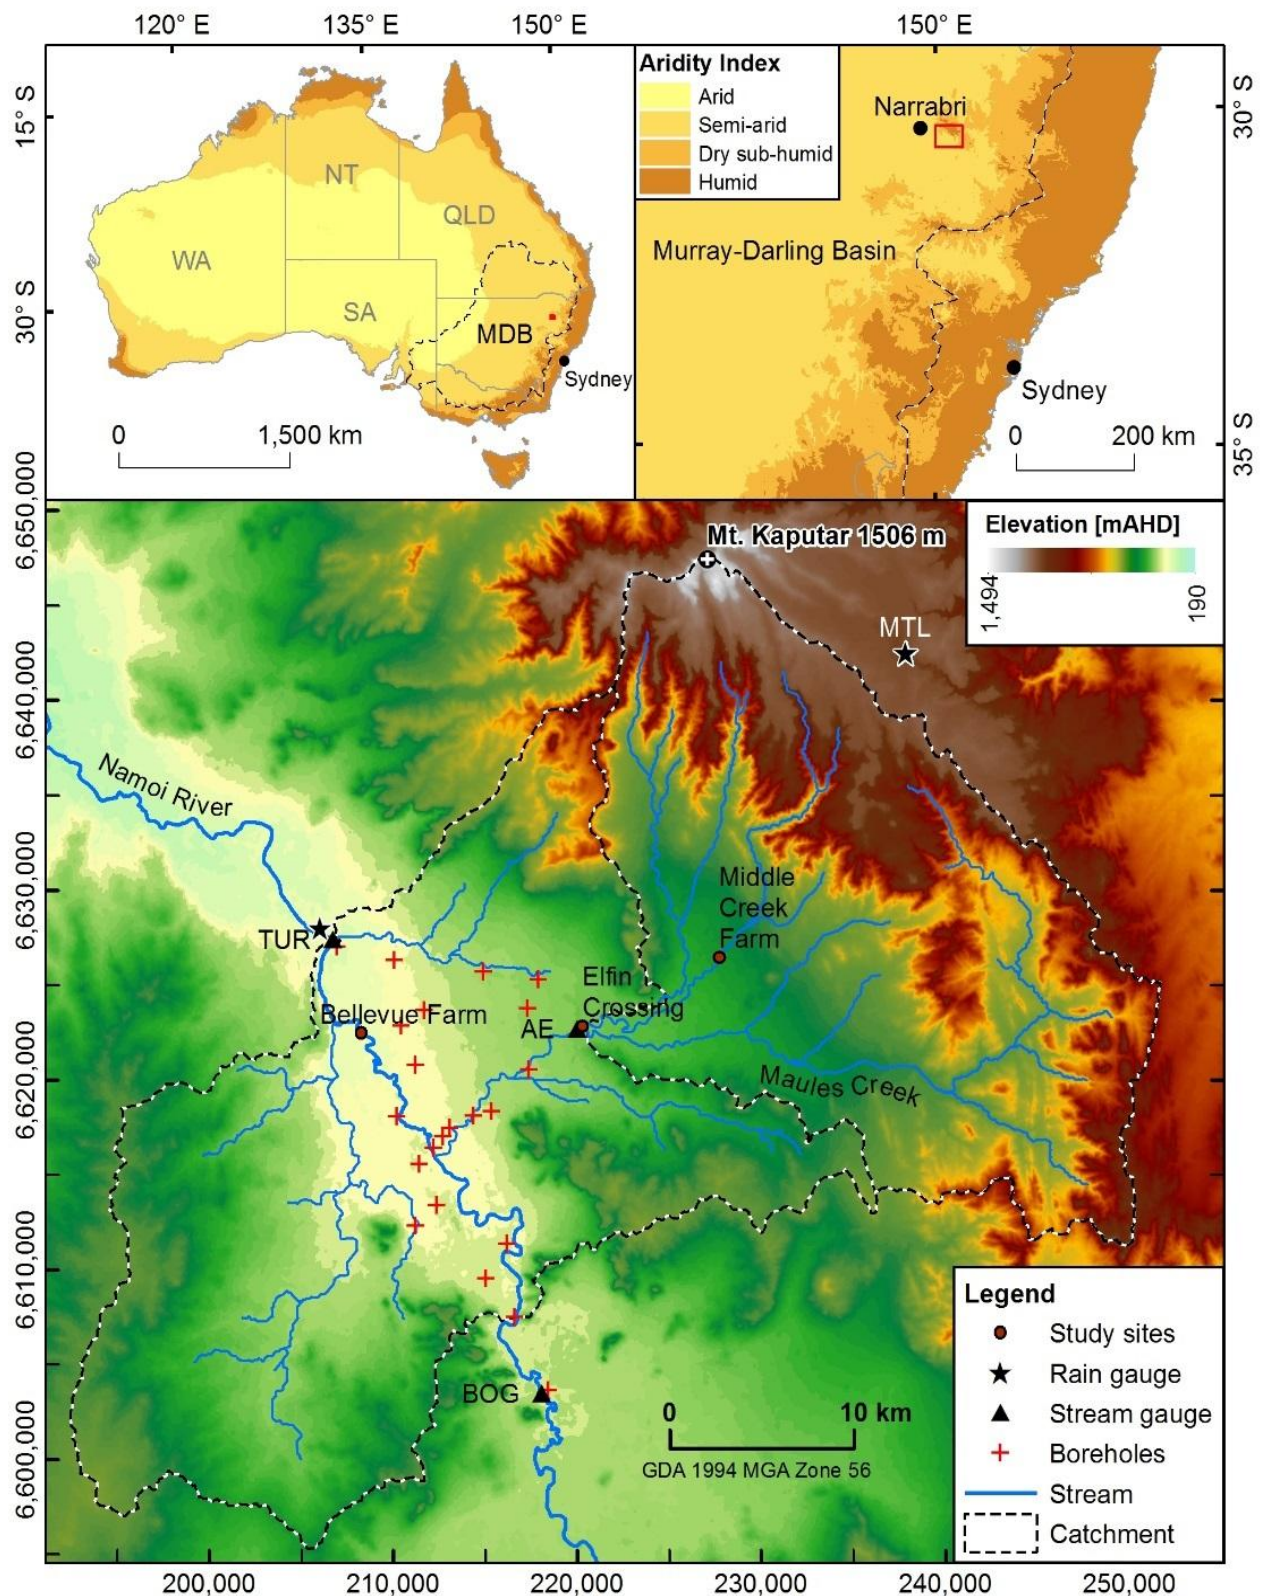 120° E
135° E
150° E
150° E
15° S
30° S
30° S
35° S
NT
QLD
WA
SA
MDB
Sydney
0
1,500 km
Aridity Index
Arid
Semi-arid
Dry sub-humid
Humid
Narrabri
Murray-Darling Basin
Sydney
0
200 km
6,650,000
6,640,000
6,630,000
6,620,000
6,610,000
6,600,000
Mt. Kaputar 1506 m
Elevation [mAHD]
1,494
190
MTL
Namoi River
Middle
Creek
Farm
TUR
Elfin
Crossing
Bellevue Farm
AE
Maules Creek
BOG
0
10 km
GDA 1994 MGA Zone 56
Legend
Study sites
Rain gauge
Stream gauge
Boreholes
Stream
Catchment
200,000
210,000
220,000
230,000
240,000
250,000